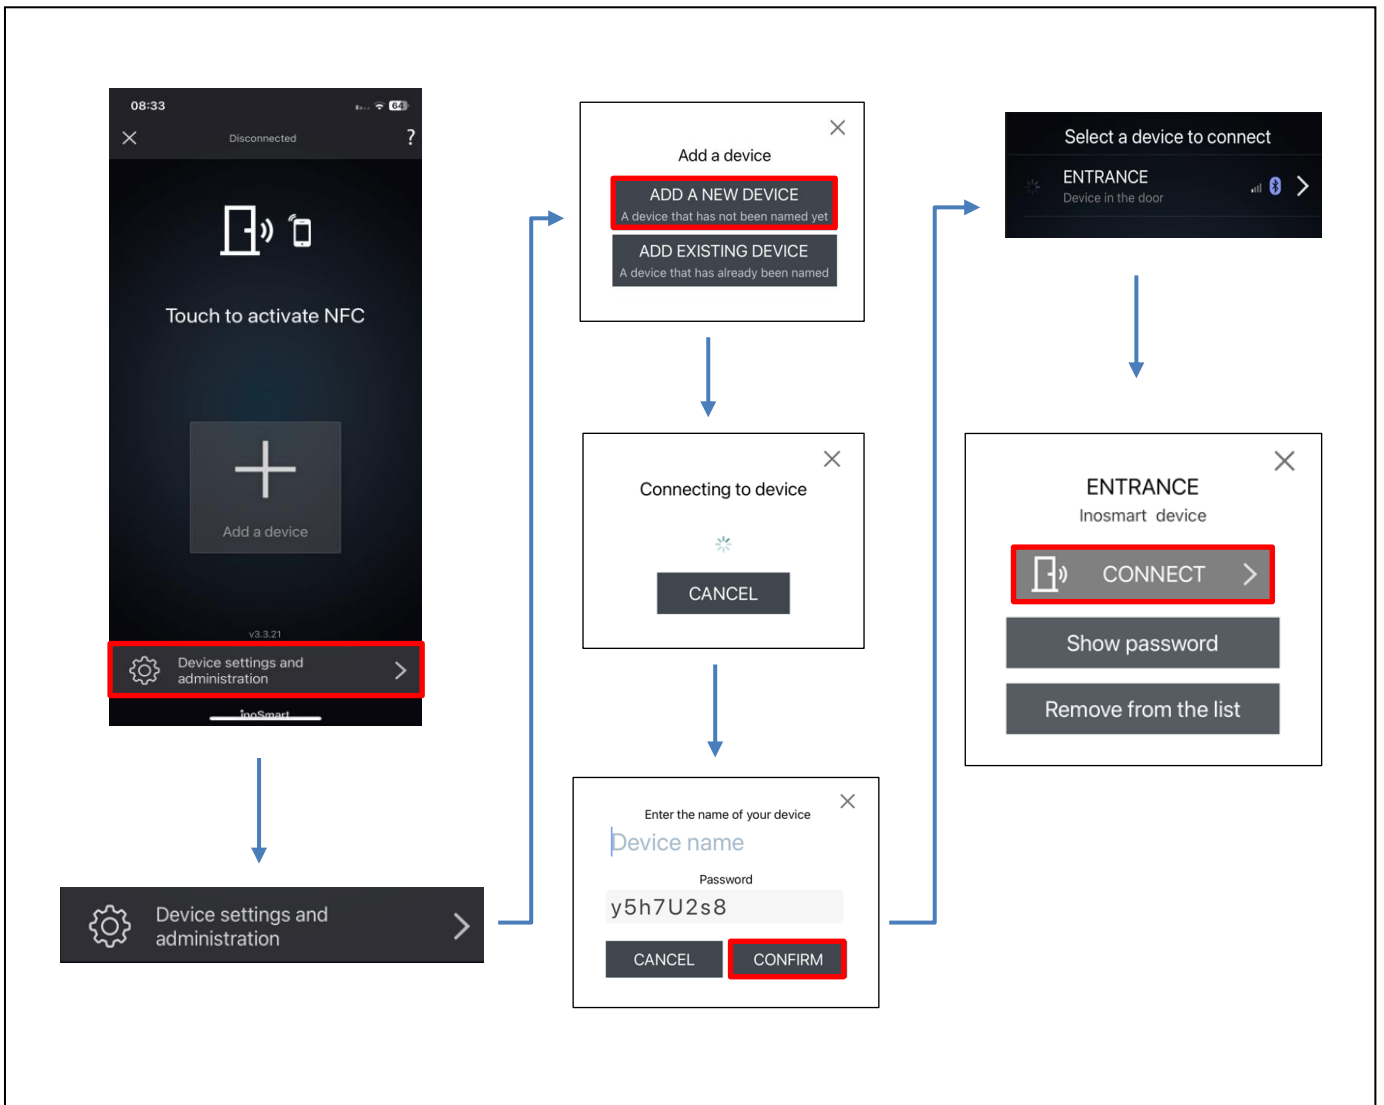 08:33
64
Disconnected
?
Touch to activate NFC
Add a device
v3.3.21
Device settings and
administration
inoSmart
Device settings and
administration
Add a device
ADD A NEW DEVICE
A device that has not been named yet
ADD EXISTING DEVICE
A device that has already been named
Connecting to device
CANCEL
Enter the name of your device
Device name
Password
y5h7U2s8
CANCEL
CONFIRM
Select a device to connect
ENTRANCE
Device in the door
ENTRANCE
Inosmart device
CONNECT
Show password
Remove from the list